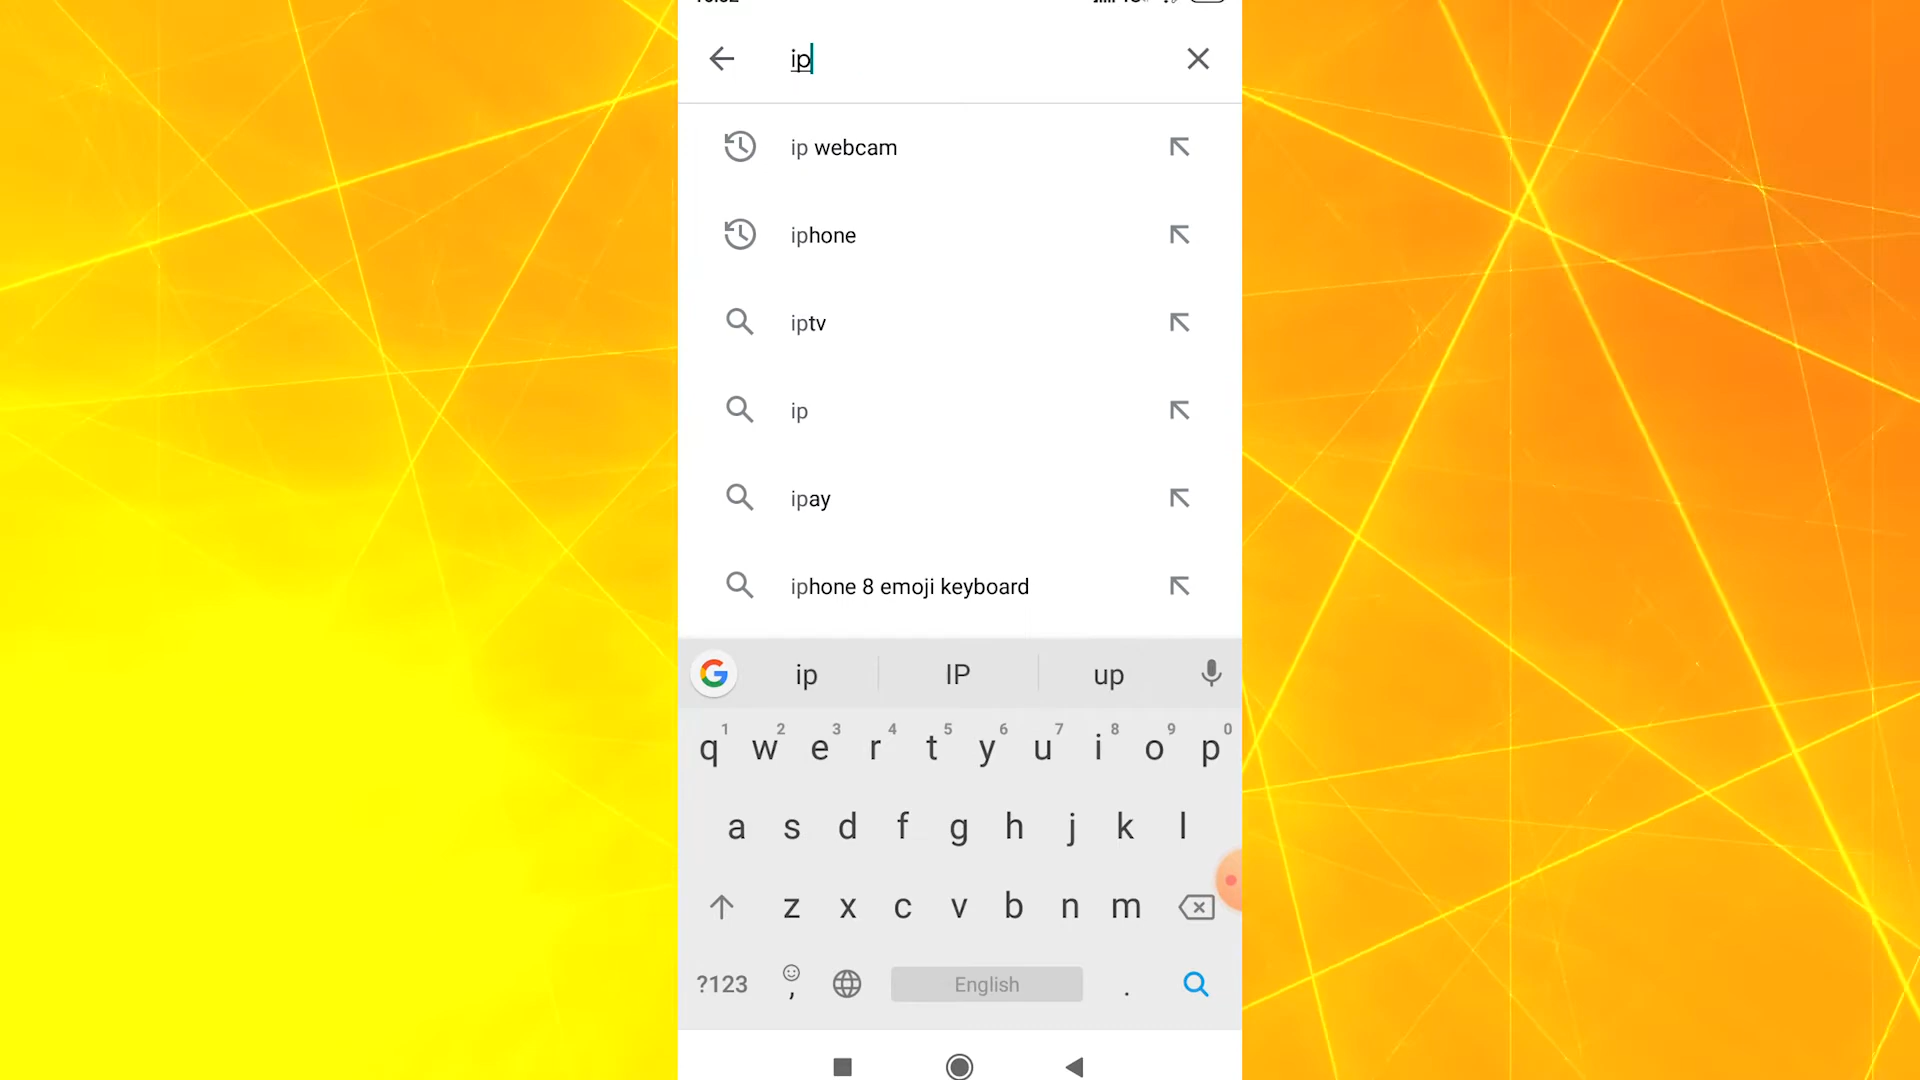 ip
ip webcam
iphone
iptv
ip
ipay
iphone 8 emoji keyboard
ip IP up
1 2 3 4 5 6 7 8 9 0
q w e r t y u i o p
a s d f g h j k l
z x c v b n m
?123 , English .